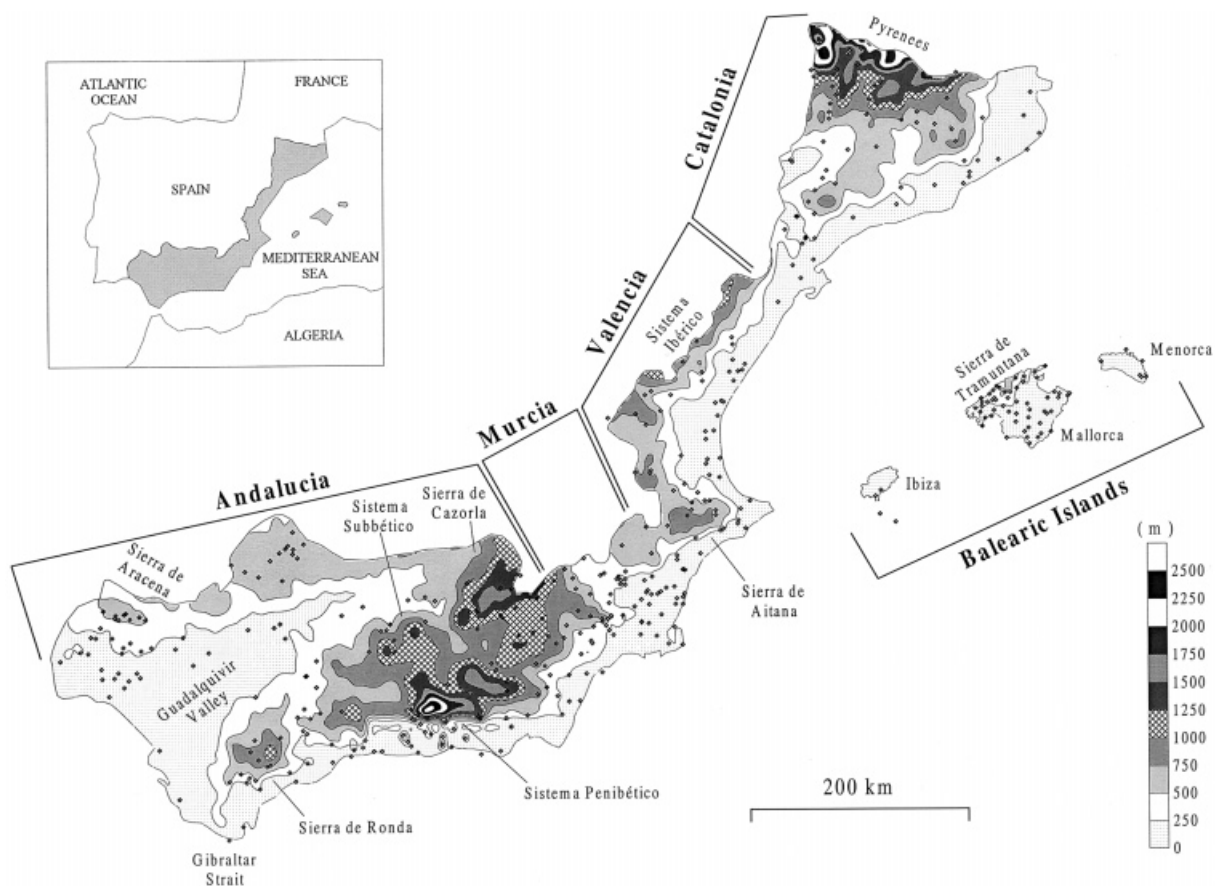 ATLANTIC
OCEAN
FRANCE
SPAIN
MEDITERRANEAN
SEA
ALGERIA
Pyrenees
Catalonia
Valencia
Sistema
Ibérico
Murcia
Andalucia
Sierra de
Aracena
Sistema
Subbético
Sierra de
Cazorla
Guadalquivir
Valley
Sierra de
Aitana
Sistema Penibético
Sierra de Ronda
Gibraltar
Strait
Sierra de
Tramuntana
Menorca
Mallorca
Ibiza
Balearic Islands
200 km
(m)
2500
2250
2000
1750
1500
1250
1000
750
500
250
0